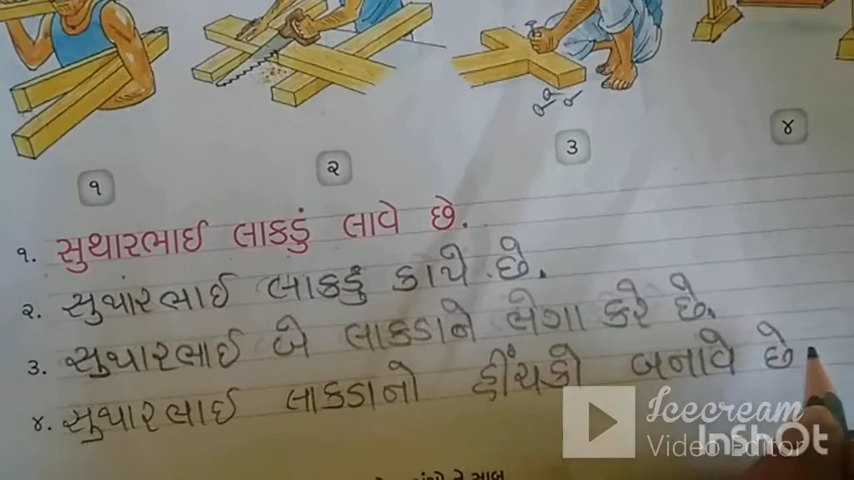 ૧ ૨ ૩ ૪
૧. સુથારભાઈ લાકડું લાવે છે.
૨. સુથારભાઈ લાકડું કાપે છે.
૩. સુથારભાઈ બે લાકડાને ભેગા કરે છે.
૪. સુથારભાઈ લાકડાનો હીંચકો બનાવે છે
Icecream
Video Editor
InShOt